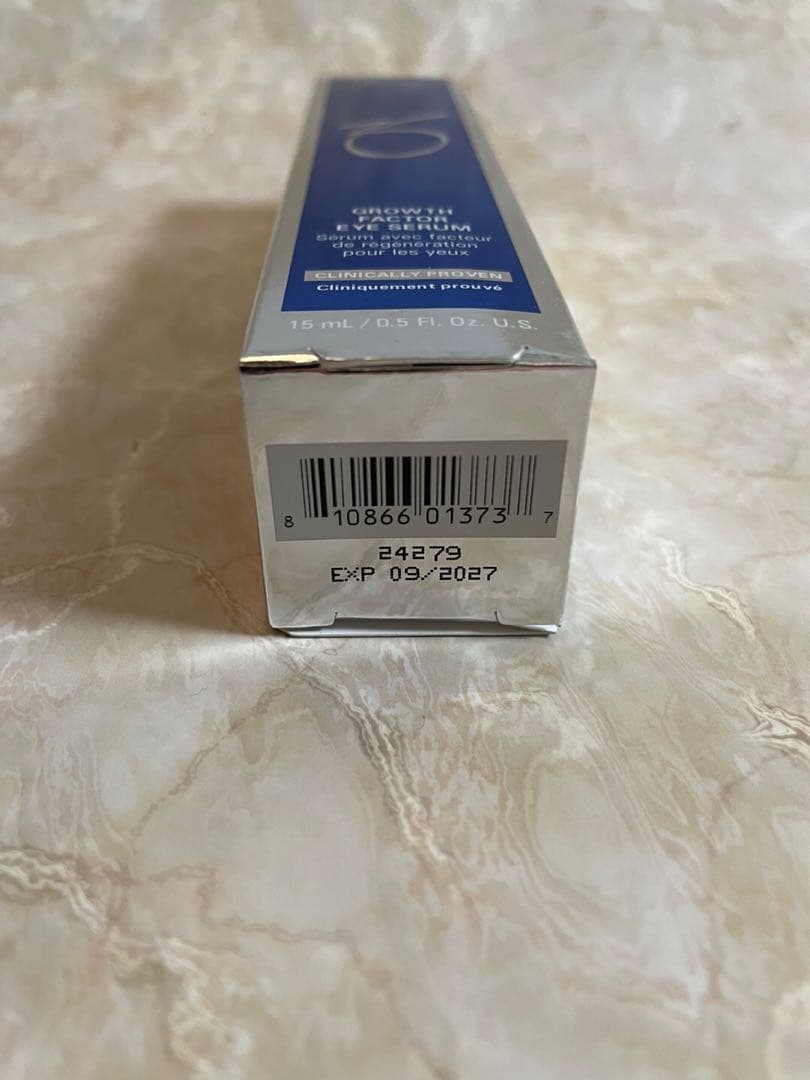 GROWTH
FACTOR
EYE SERUM
Sérum avec facteur
de régénération
pour les yeux
CLINICALLY PROVEN
Cliniquement prouvé
15 mL / 0.5 Fl. Oz. U.S.
8 10866 01373 7
24279
EXP 09/2027